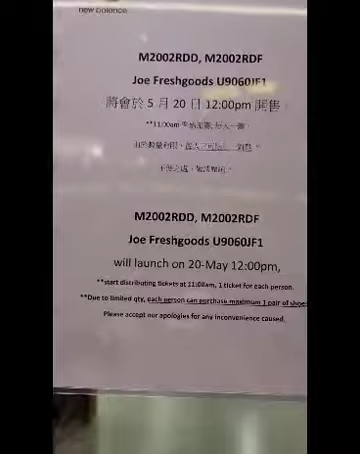 new balance
M2002RDD, M2002RDF
Joe Freshgoods U9060JF1
將會於 5 月 20 日 12:00pm 開售。
**11:00am
M2002RDD, M2002RDF
Joe Freshgoods U9060JF1
will launch on 20-May 12:00pm,
**start distributing tickets at 11:00am, 1 ticket for each person.
**Due to limited qty, each person can purchase maximum 1 pair of shoes
Please accept our apologies for any inconvenience caused.